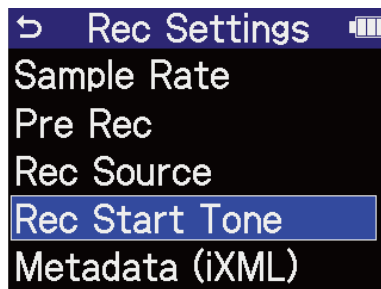 Rec Settings
Sample Rate
Pre Rec
Rec Source
Rec Start Tone
Metadata (iXML)